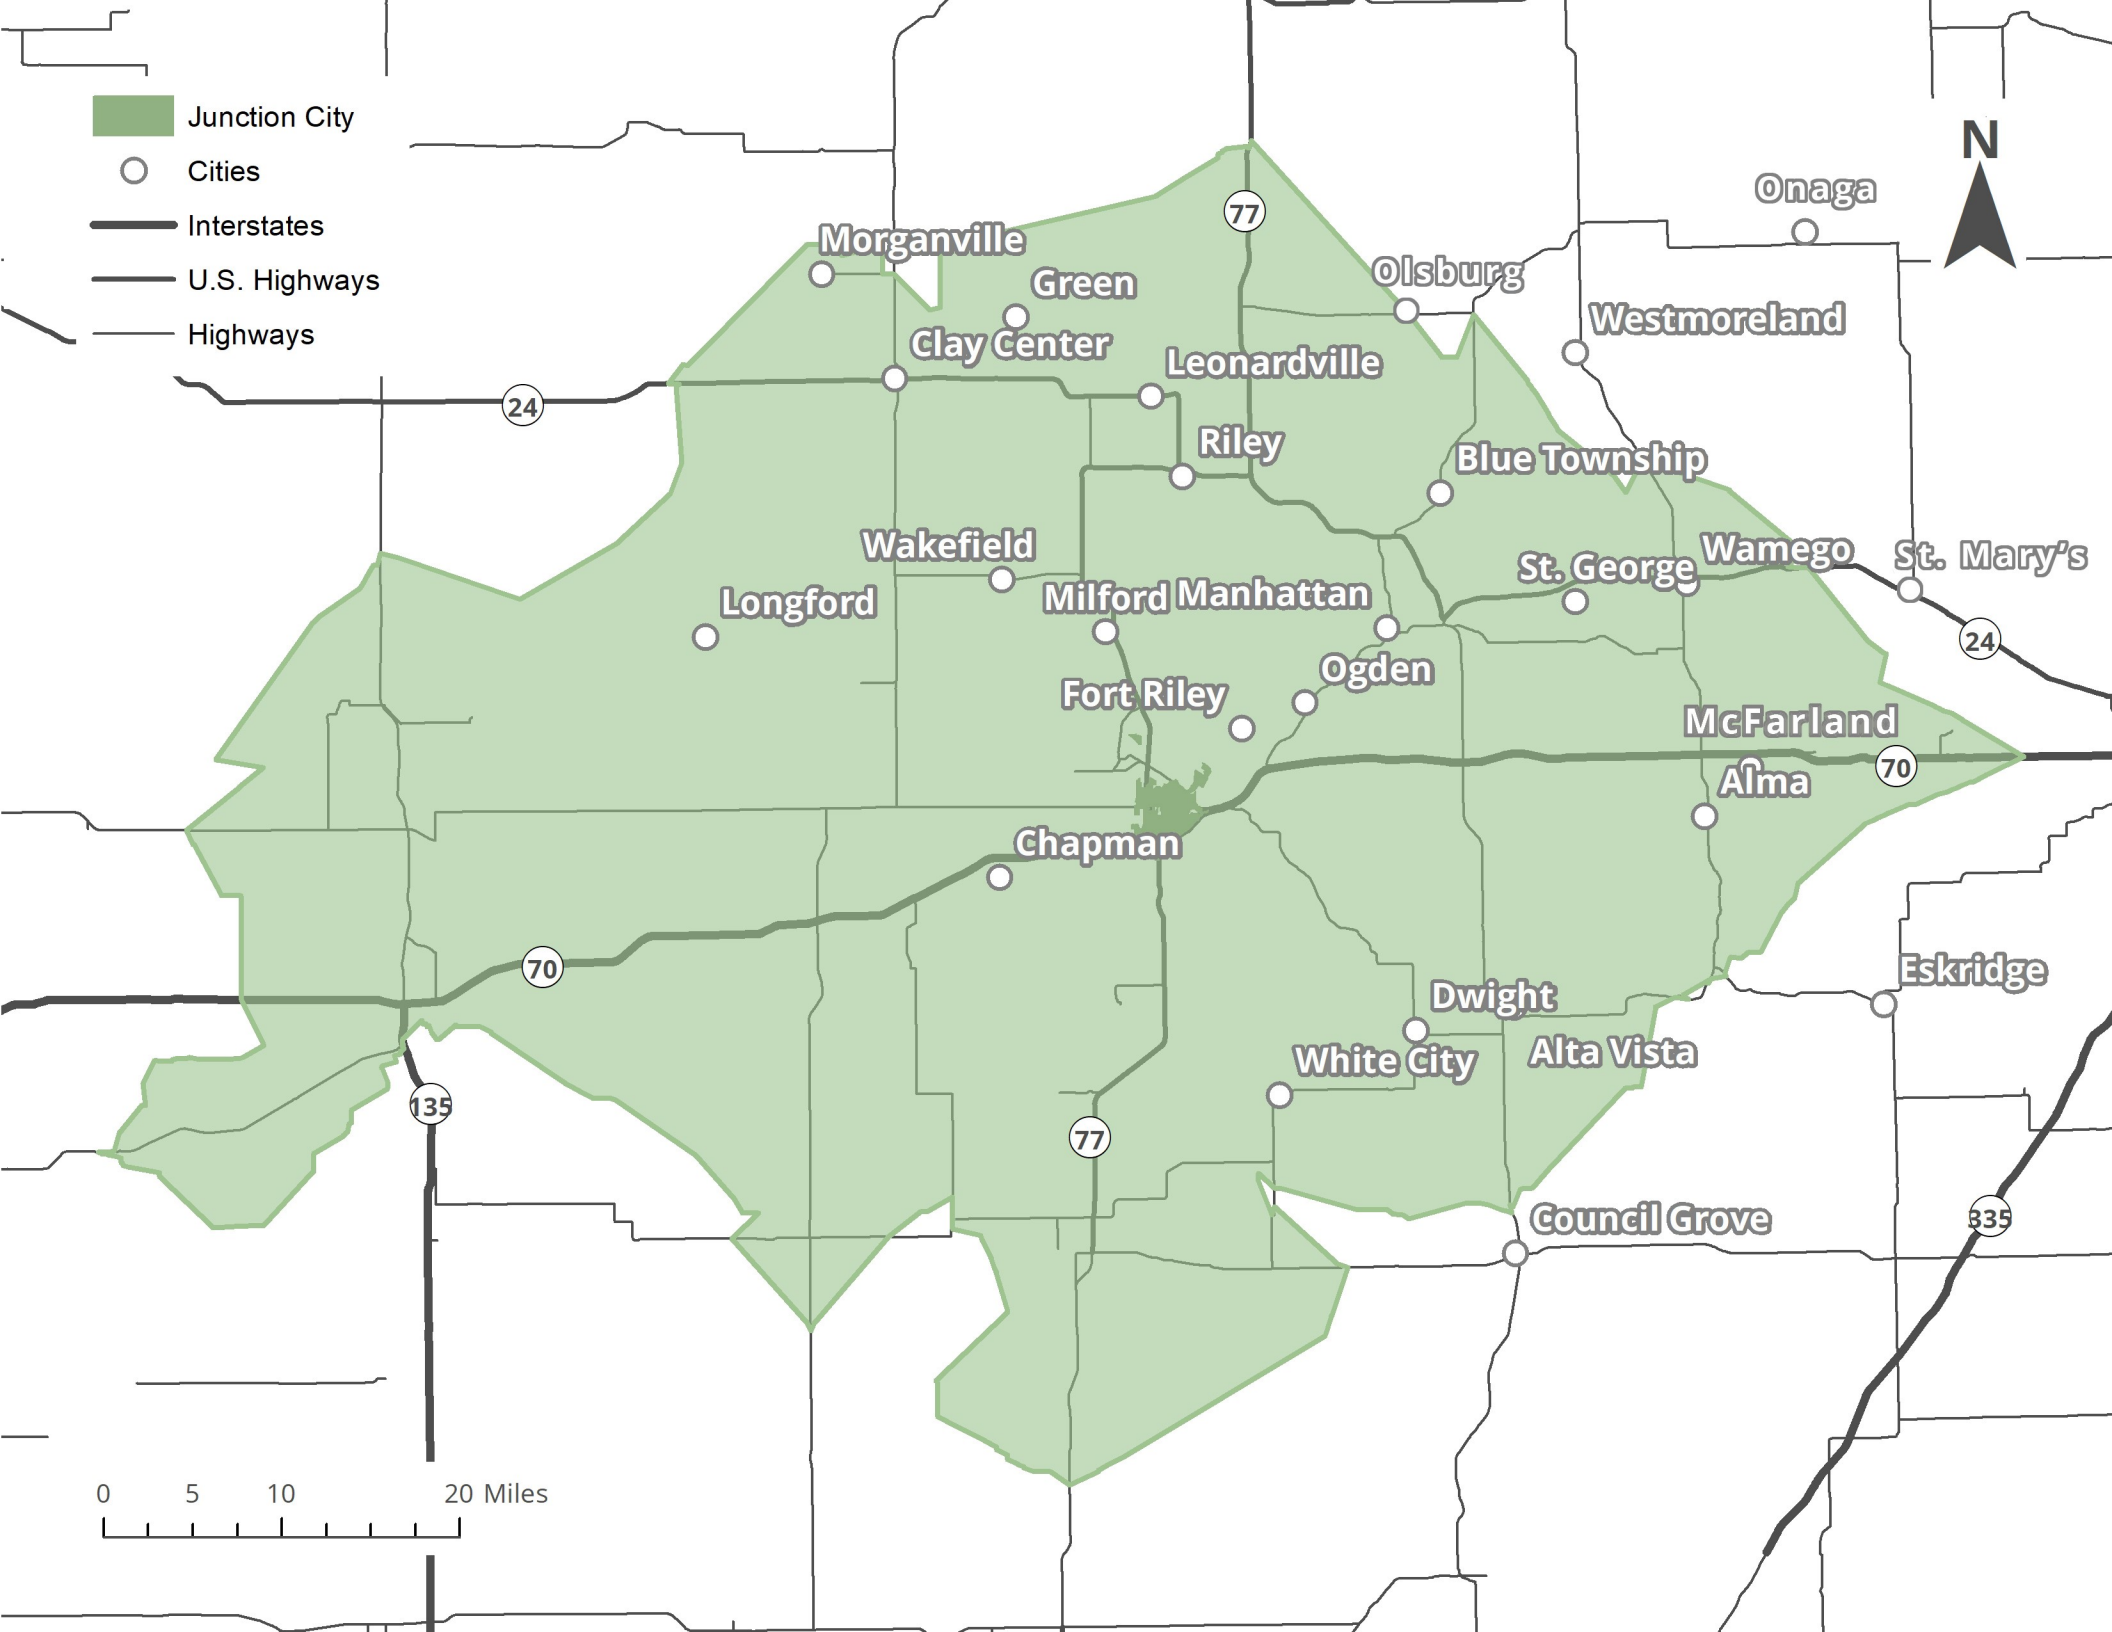 Junction City
Cities
Interstates
U.S. Highways
Highways
N
Onaga
77
Morganville
Olsburg
Green
Westmoreland
Clay Center
Leonardville
24
Riley
Blue Township
Wakefield
Wamego
St. Mary's
St. George
Longford
Milford
Manhattan
24
Ogden
Fort Riley
McFarland
70
Alma
Chapman
70
Eskridge
Dwight
Alta Vista
White City
135
77
Council Grove
335
0 5 10 20 Miles